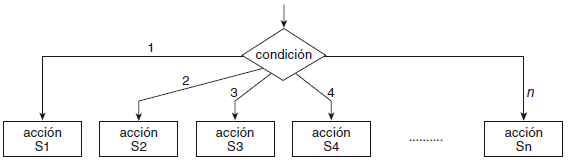 condición
1
2
3
4
n
acción
S1
acción
S2
acción
S3
acción
S4
..........
acción
Sn